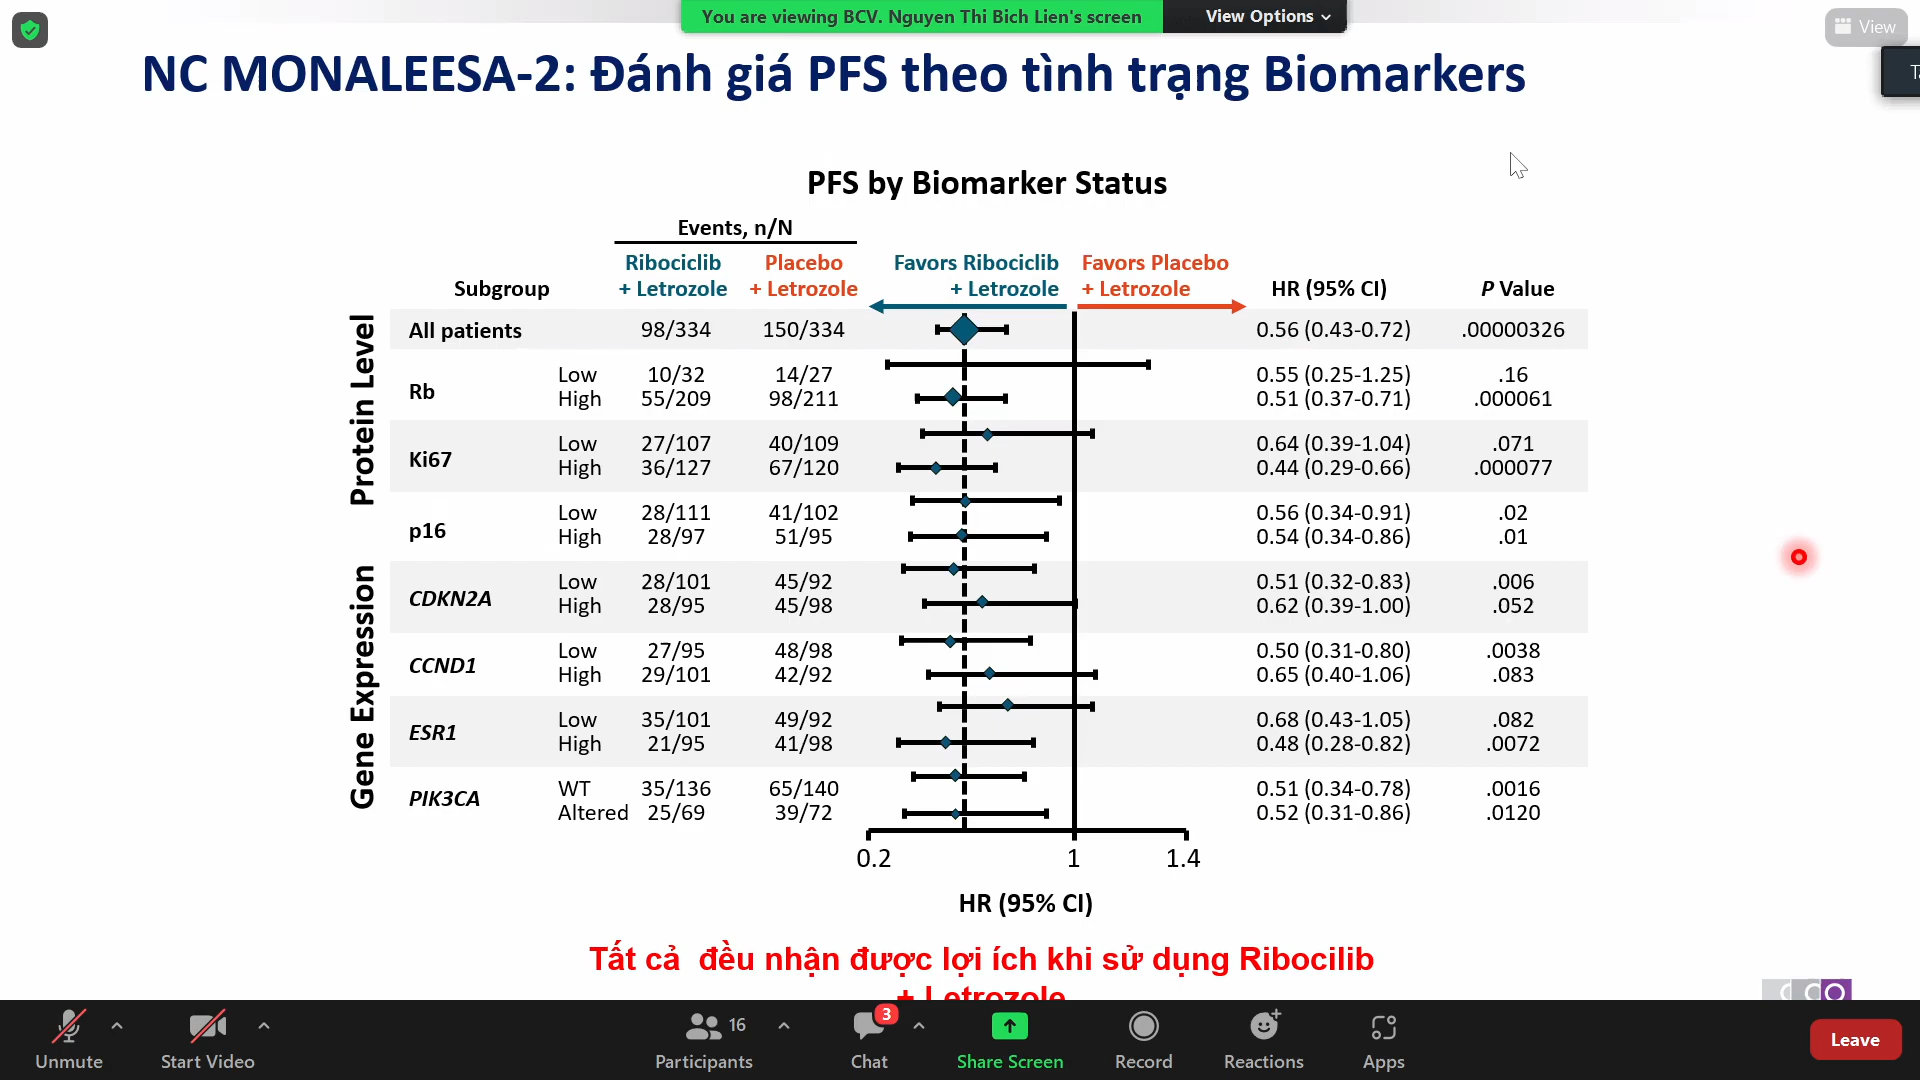 You are viewing BCV. Nguyen Thi Bich Lien's screen View Options
View
NC MONALEESA-2: Đánh giá PFS theo tình trạng Biomarkers
PFS by Biomarker Status
Events, n/N
Ribociclib Placebo Favors Ribociclib Favors Placebo
Subgroup + Letrozole + Letrozole + Letrozole + Letrozole HR (95% CI) P Value
Protein Level
All patients 98/334 150/334 0.56 (0.43-0.72) .00000326
Rb
Low 10/32 14/27 0.55 (0.25-1.25) .16
High 55/209 98/211 0.51 (0.37-0.71) .000061
Ki67
Low 27/107 40/109 0.64 (0.39-1.04) .071
High 36/127 67/120 0.44 (0.29-0.66) .000077
p16
Low 28/111 41/102 0.56 (0.34-0.91) .02
High 28/97 51/95 0.54 (0.34-0.86) .01
Gene Expression
CDKN2A
Low 28/101 45/92 0.51 (0.32-0.83) .006
High 28/95 45/98 0.62 (0.39-1.00) .052
CCND1
Low 27/95 48/98 0.50 (0.31-0.80) .0038
High 29/101 42/92 0.65 (0.40-1.06) .083
ESR1
Low 35/101 49/92 0.68 (0.43-1.05) .082
High 21/95 41/98 0.48 (0.28-0.82) .0072
PIK3CA
WT 35/136 65/140 0.51 (0.34-0.78) .0016
Altered 25/69 39/72 0.52 (0.31-0.86) .0120
0.2 1 1.4
HR (95% CI)
Tất cả đều nhận được lợi ích khi sử dụng Ribocilib
+ Letrozole
16
3
Unmute Start Video Participants Chat Share Screen Record Reactions Apps Leave